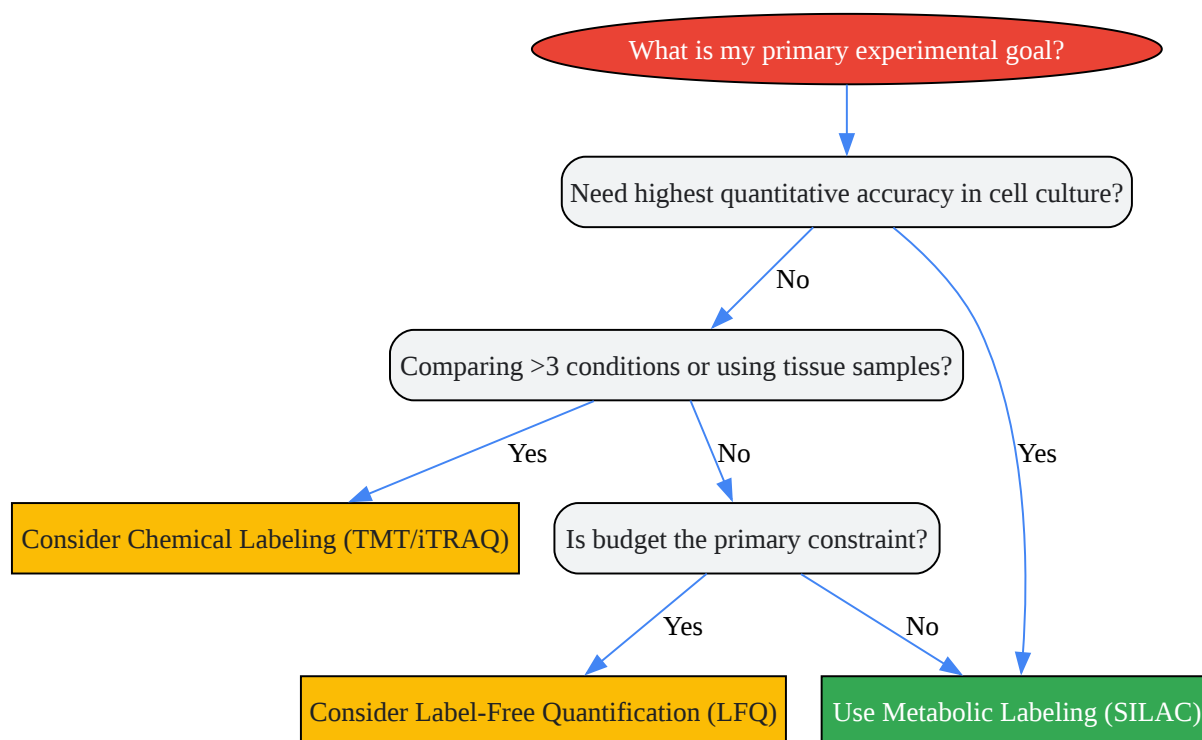 What is my primary experimental goal?
Need highest quantitative accuracy in cell culture?
No
Comparing >3 conditions or using tissue samples?
Yes
No
Yes
Consider Chemical Labeling (TMT/iTRAQ)
Is budget the primary constraint?
Yes
No
Consider Label-Free Quantification (LFQ)
Use Metabolic Labeling (SILAC)